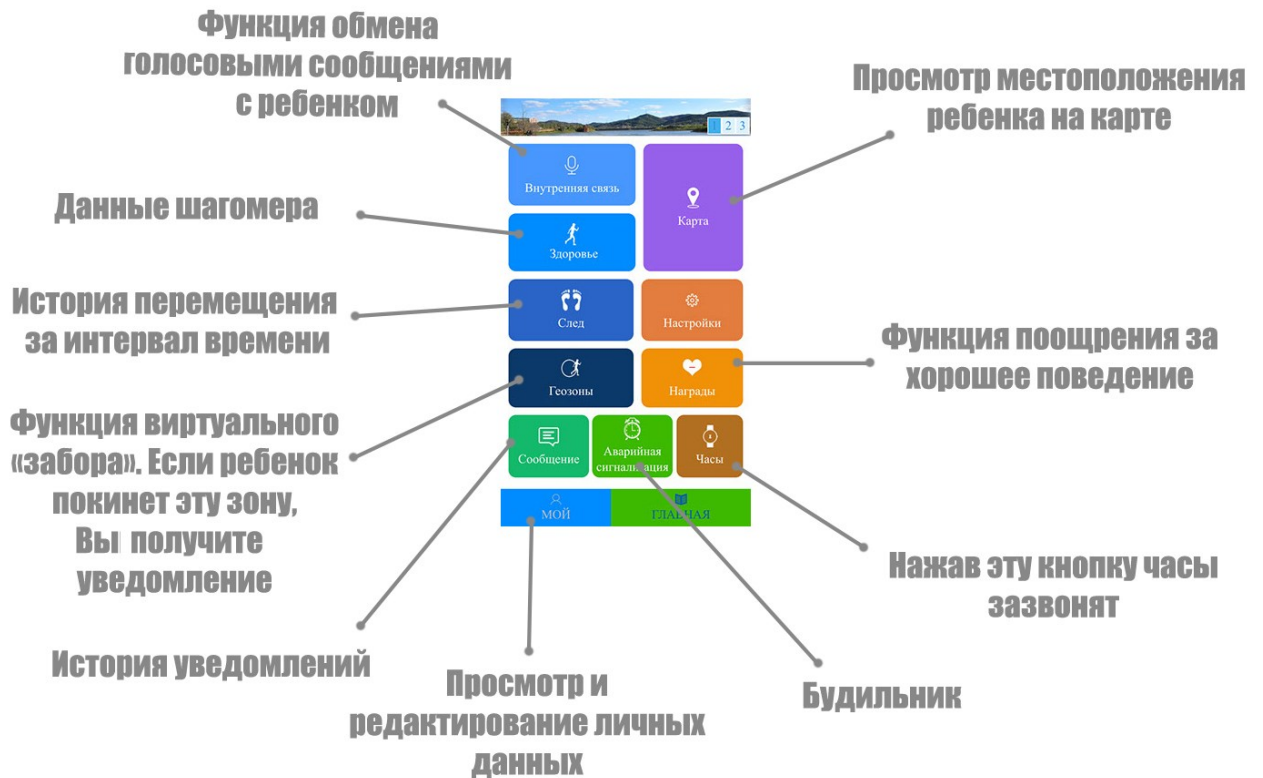 Функция обмена
голосовыми сообщениями
с ребенком
Просмотр местоположения
ребенка на карте
1 2 3
Внутренняя связь
Карта
Данные шагомера
Здоровье
История перемещения
за интервал времени
След
Настройки
Функция поощрения за
хорошее поведение
Геозоны
Награды
Функция виртуального
«забора». Если ребенок
покинет эту зону,
Вы получите
уведомление
Сообщение
Аварийная
сигнализация
Часы
МОЙ
ГЛАВНАЯ
Нажав эту кнопку часы
зазвонят
История уведомлений
Просмотр и
редактирование личных
данных
Будильник